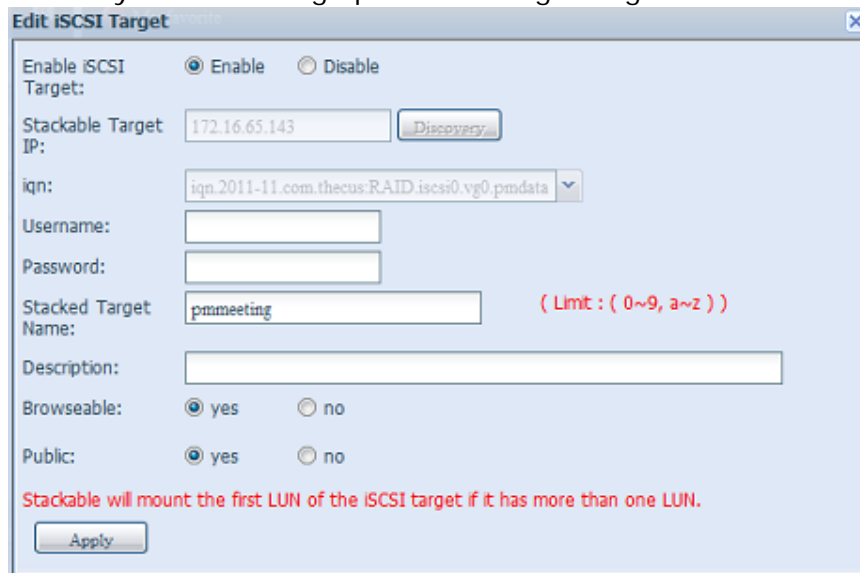 Edit iSCSI Target
Enable iSCSI Target: Enable Disable
Stackable Target IP: 172.16.65.143 Discovery
iqn: iqn.2011-11.com.thecus:RAID.iscsi0.vg0.pmdata
Username:
Password:
Stacked Target Name: pmmeeting ( Limit : ( 0~9, a~z ) )
Description:
Browseable: yes no
Public: yes no
Stackable will mount the first LUN of the iSCSI target if it has more than one LUN.
Apply